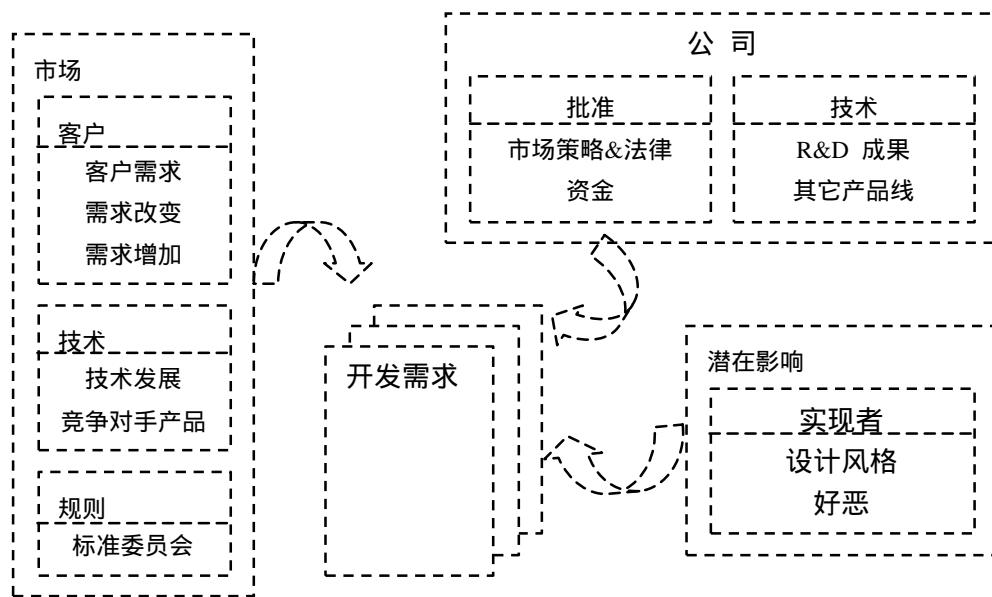 市场
客户
客户需求
需求改变
需求增加
技术
技术发展
竞争对手产品
规则
标准委员会
公 司
批准
市场策略&法律
资金
技术
R&D 成果
其它产品线
开发需求
潜在影响
实现者
设计风格
好恶